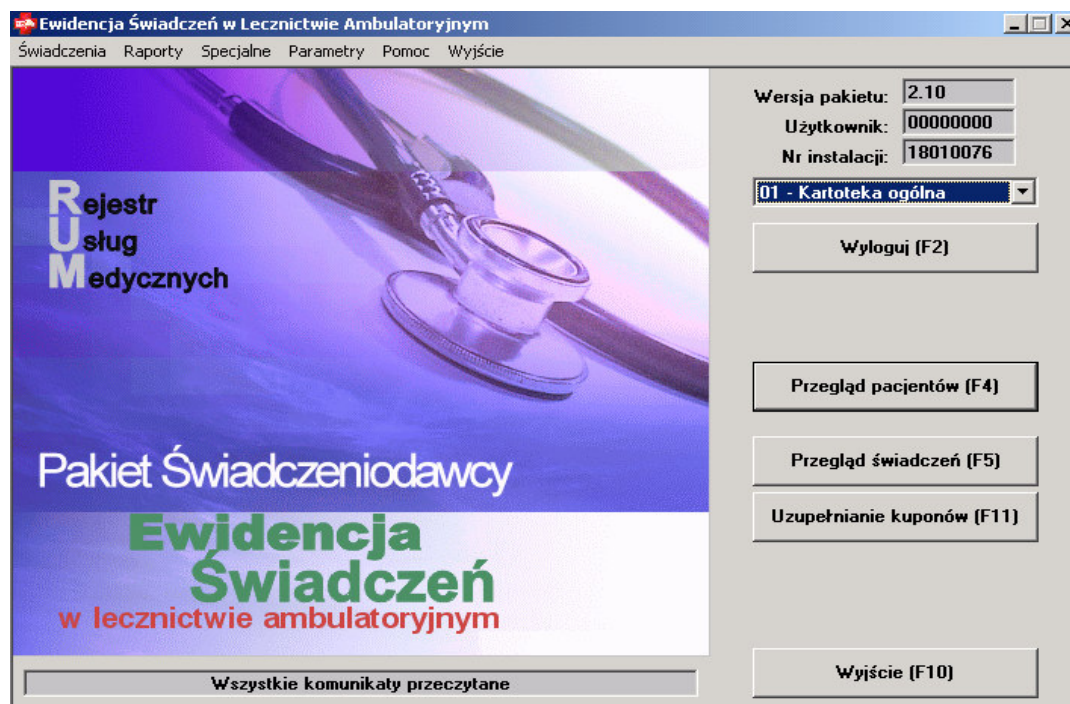 Ewidencja Świadczeń w Lecznictwie Ambulatoryjnym
Świadczenia Raporty Specjalne Parametry Pomoc Wyjście
Wersja pakietu: 2.10
Użytkownik: 00000000
Nr instalacji: 18010076
01 - Kartoteka ogólna
Wyloguj (F2)
Rejestr
Usług
Medycznych
Przegląd pacjentów (F4)
Pakiet Świadczeniodawcy
Przegląd świadczeń (F5)
Uzupełnianie kuponów (F11)
Ewidencja
Świadczeń
w lecznictwie ambulatoryjnym
Wyjście (F10)
Wszystkie komunikaty przeczytane